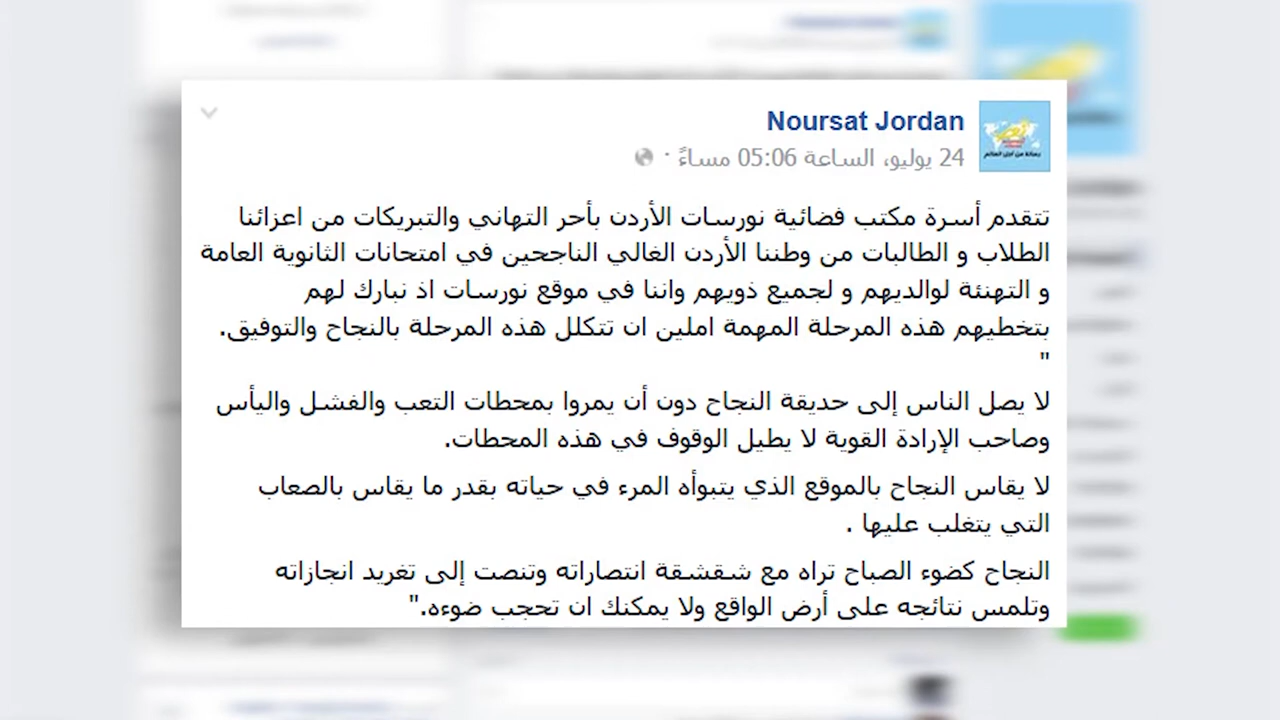 Noursat Jordan
24 يوليو، الساعة 05:06 مساءً ·
تتقدم أسرة مكتب فضائية نورسات الأردن بأحر التهاني والتبريكات من اعزائنا
الطلاب و الطالبات من وطننا الأردن الغالي الناجحين في امتحانات الثانوية العامة
و التهنئة لوالديهم و لجميع ذويهم واننا في موقع نورسات اذ نبارك لهم
بتخطيهم هذه المرحلة المهمة املين ان تتكلل هذه المرحلة بالنجاح والتوفيق.
"
لا يصل الناس إلى حديقة النجاح دون أن يمروا بمحطات التعب والفشل واليأس
وصاحب الإرادة القوية لا يطيل الوقوف في هذه المحطات.
لا يقاس النجاح بالموقع الذي يتبوأه المرء في حياته بقدر ما يقاس بالصعاب
التي يتغلب عليها .
النجاح كضوء الصباح تراه مع شقشقة انتصاراته وتنصت إلى تغريد انجازاته
وتلمس نتائجه على أرض الواقع ولا يمكنك ان تحجب ضوءه."